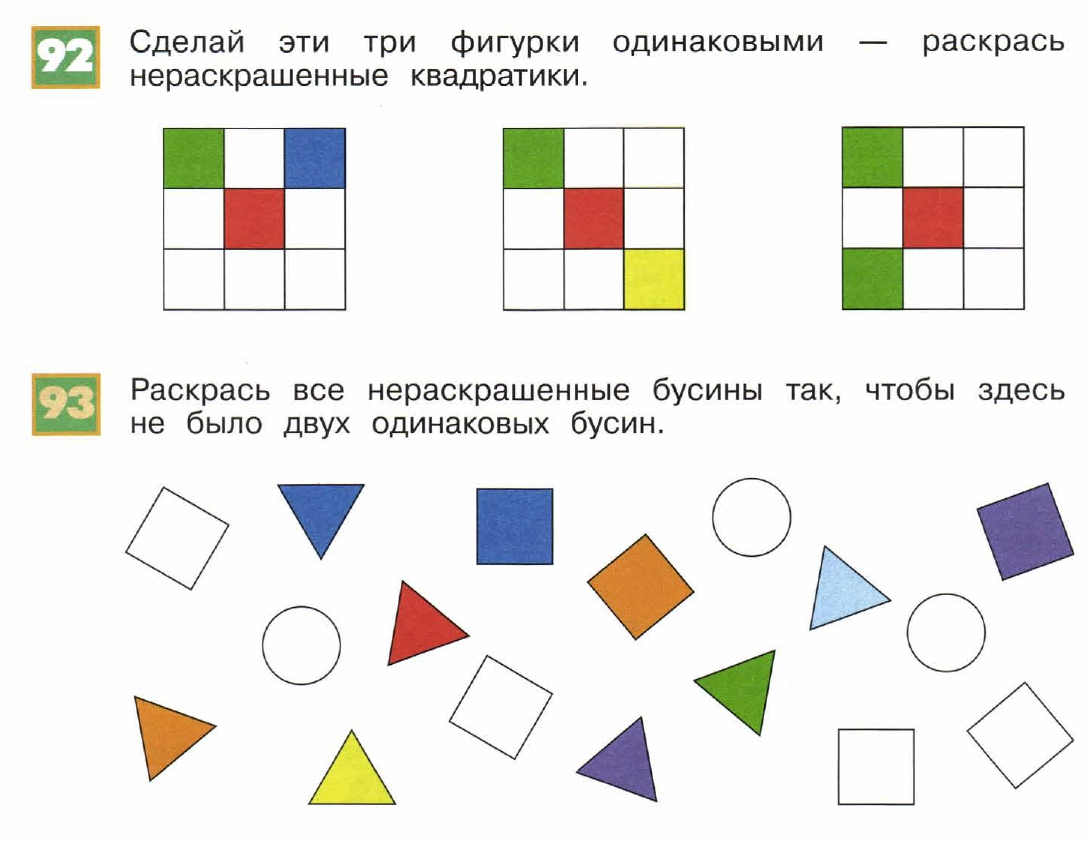 92
Сделай эти три фигурки одинаковыми — раскрась
нераскрашенные квадратики.
93
Раскрась все нераскрашенные бусины так, чтобы здесь
не было двух одинаковых бусин.